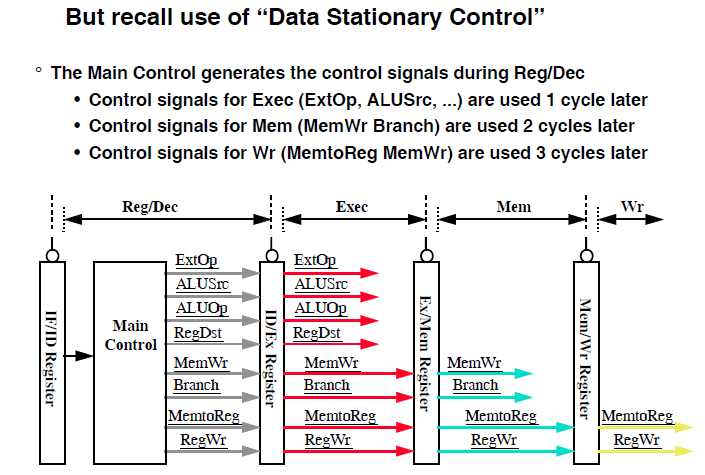 But recall use of “Data Stationary Control”
° The Main Control generates the control signals during Reg/Dec
• Control signals for Exec (ExtOp, ALUSrc, ...) are used 1 cycle later
• Control signals for Mem (MemWr Branch) are used 2 cycles later
• Control signals for Wr (MemtoReg MemWr) are used 3 cycles later
Reg/Dec Exec Mem Wr
IF/ID Register
Main
Control
ExtOp
ALUSrc
ALUOp
RegDst
MemWr
Branch
MemtoReg
RegWr
ID/Ex Register
ExtOp
ALUSrc
ALUOp
RegDst
MemWr
Branch
MemtoReg
RegWr
Ex/Mem Register
MemWr
Branch
MemtoReg
RegWr
Mem/Wr Register
MemtoReg
RegWr